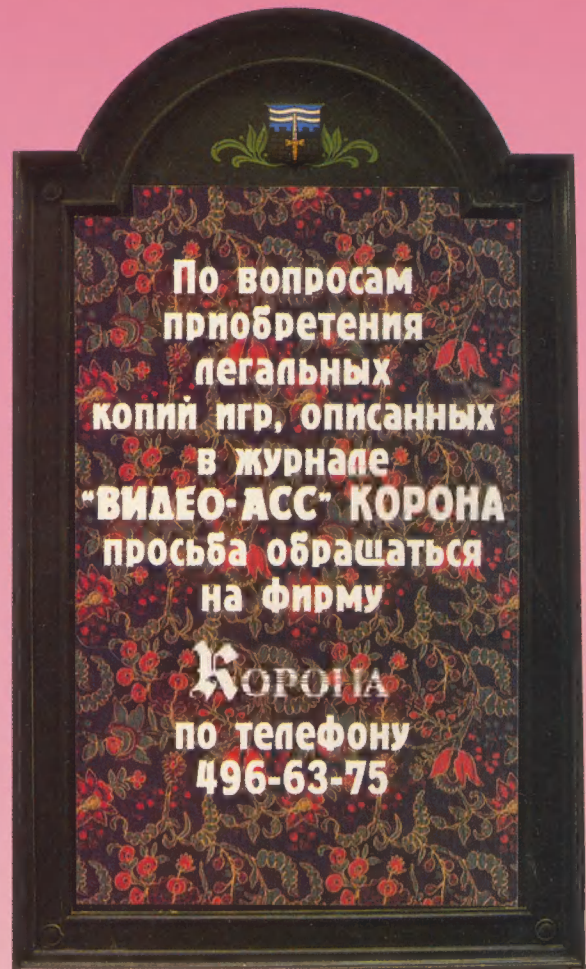 По вопросам
приобретения
легальных
копий игр, описанных
в журнале
"ВИДЕО-АСС" КОРОНА
просьба обращаться
на фирму
КОРОНА
по телефону
496-63-75